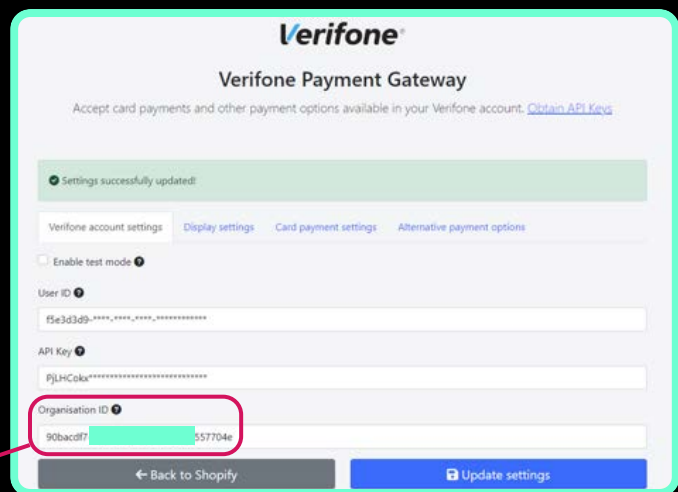 Verifone
Verifone Payment Gateway
Accept card payments and other payment options available in your Verifone account. Obtain API Keys
Settings successfully updated!
Verifone account settings Display settings Card payment settings Alternative payment options
Enable test mode ?
User ID ?
f5e3d3d9-****-****-****-************
API Key ?
PjLHCokx****************************
Organisation ID ?
90bacdf7 557704e
← Back to Shopify Update settings